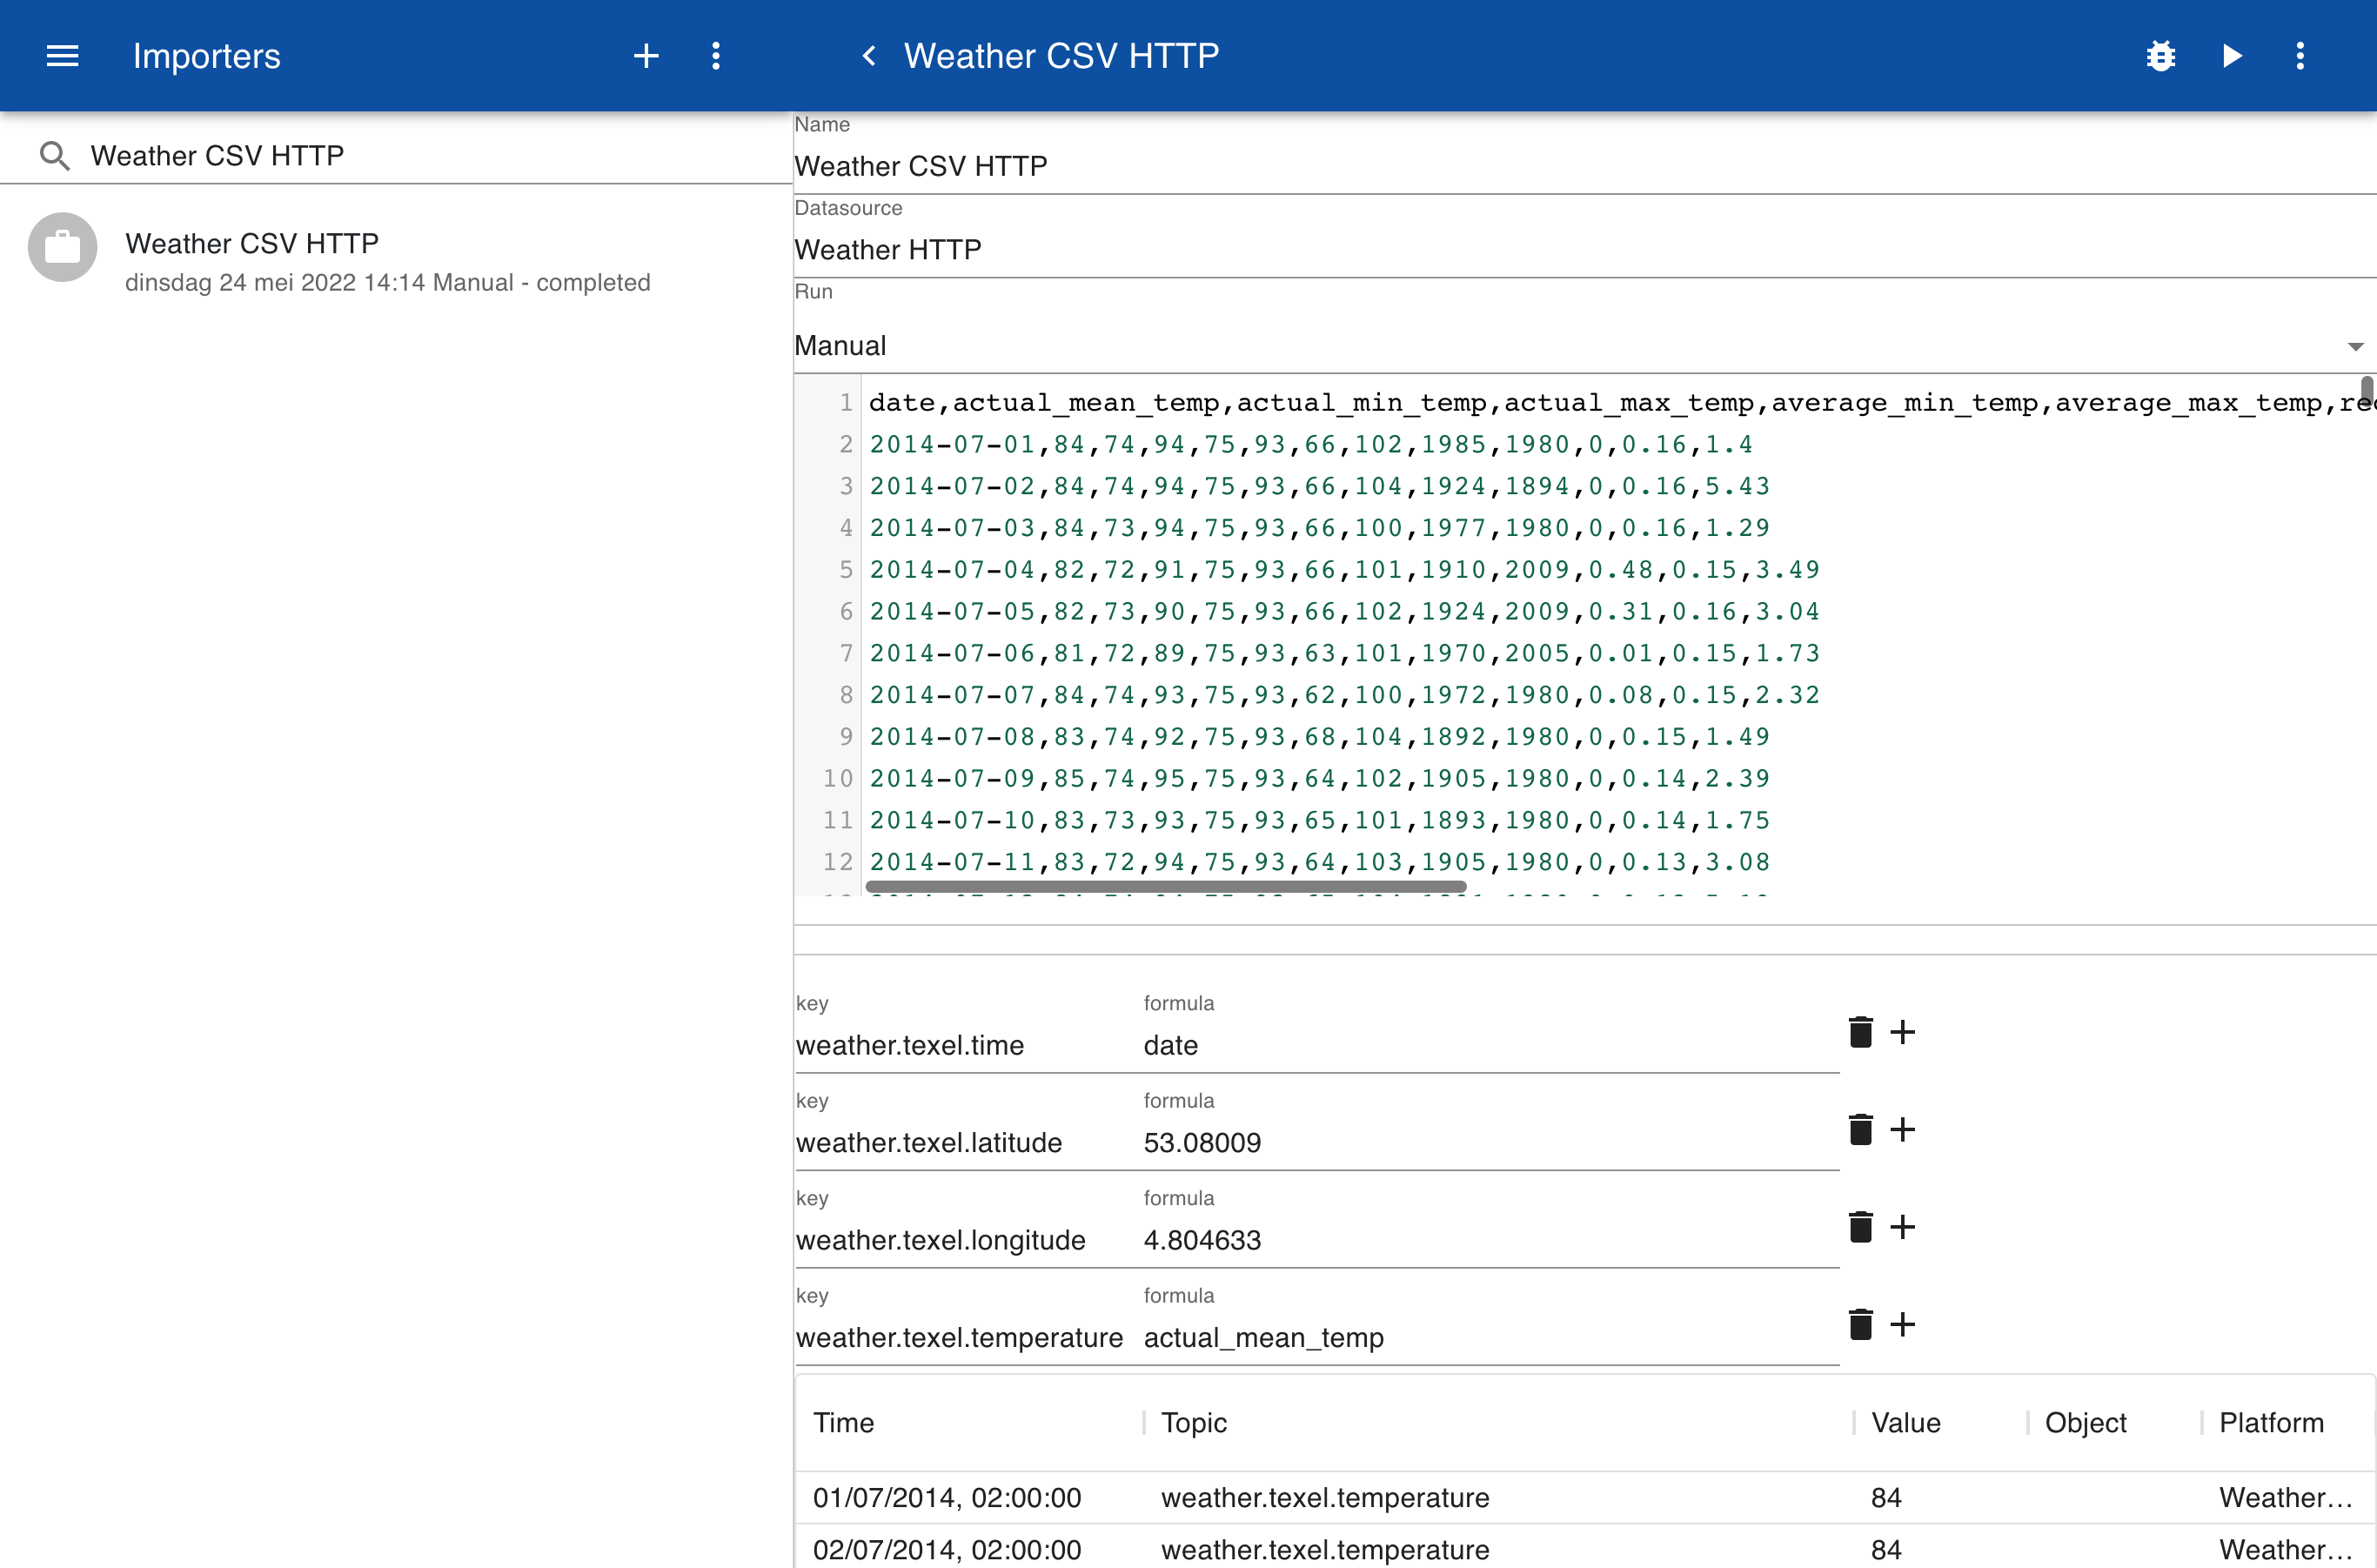 Importers
Weather CSV HTTP
Weather CSV HTTP
Weather CSV HTTP
dinsdag 24 mei 2022 14:14 Manual - completed
Name
Weather CSV HTTP
Datasource
Weather HTTP
Run
Manual
1 date,actual_mean_temp,actual_min_temp,actual_max_temp,average_min_temp,average_max_temp,rec
2 2014-07-01,84,74,94,75,93,66,102,1985,1980,0,0.16,1.4
3 2014-07-02,84,74,94,75,93,66,104,1924,1894,0,0.16,5.43
4 2014-07-03,84,73,94,75,93,66,100,1977,1980,0,0.16,1.29
5 2014-07-04,82,72,91,75,93,66,101,1910,2009,0.48,0.15,3.49
6 2014-07-05,82,73,90,75,93,66,102,1924,2009,0.31,0.16,3.04
7 2014-07-06,81,72,89,75,93,63,101,1970,2005,0.01,0.15,1.73
8 2014-07-07,84,74,93,75,93,62,100,1972,1980,0.08,0.15,2.32
9 2014-07-08,83,74,92,75,93,68,104,1892,1980,0,0.15,1.49
10 2014-07-09,85,74,95,75,93,64,102,1905,1980,0,0.14,2.39
11 2014-07-10,83,73,93,75,93,65,101,1893,1980,0,0.14,1.75
12 2014-07-11,83,72,94,75,93,64,103,1905,1980,0,0.13,3.08
key formula
weather.texel.time date
key formula
weather.texel.latitude 53.08009
key formula
weather.texel.longitude 4.804633
key formula
weather.texel.temperature actual_mean_temp
Time Topic Value Object Platform
01/07/2014, 02:00:00 weather.texel.temperature 84 Weather...
02/07/2014, 02:00:00 weather.texel.temperature 84 Weather...